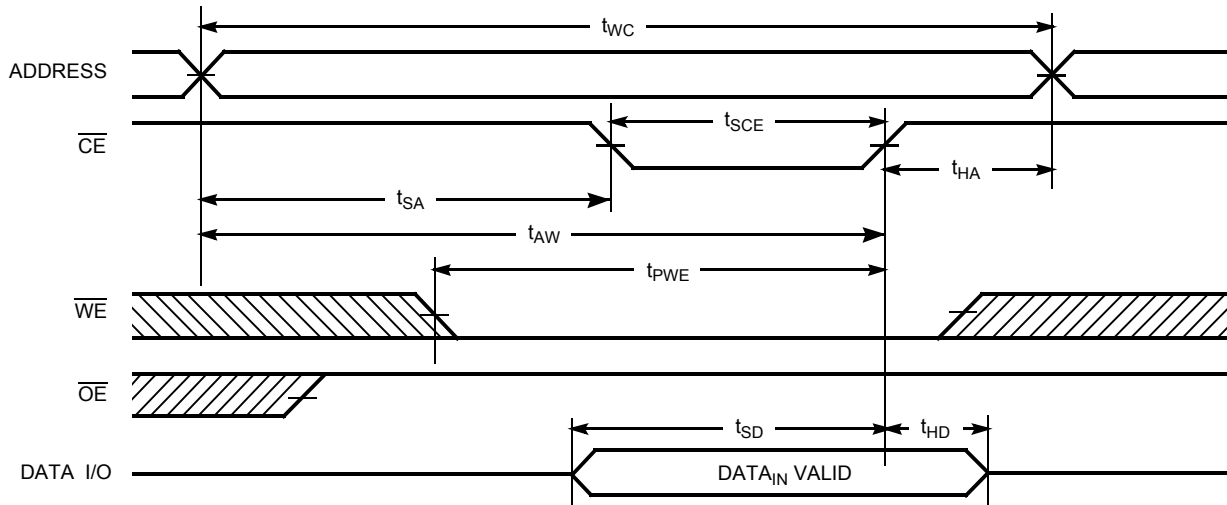 tWC
ADDRESS
tSCE
CE
tHA
tSA
tAW
tPWE
WE
OE
tSD
tHD
DATA I/O
DATAIN VALID